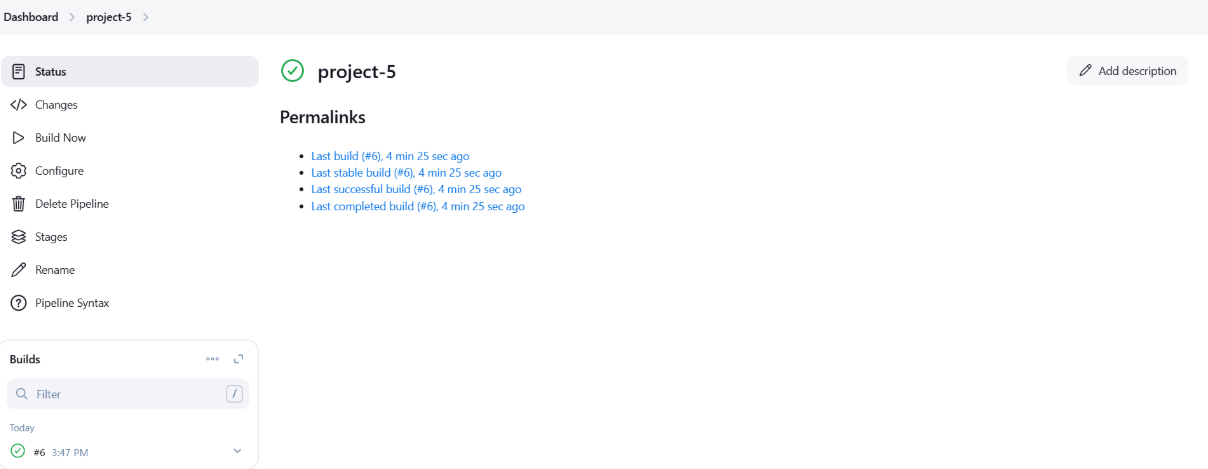 Dashboard
project-5
Status
Changes
Build Now
Configure
Delete Pipeline
Stages
Rename
Pipeline Syntax
Builds
Filter
/
Today
#6 3:47 PM
project-5
Add description
Permalinks
Last build (#6), 4 min 25 sec ago
Last stable build (#6), 4 min 25 sec ago
Last successful build (#6), 4 min 25 sec ago
Last completed build (#6), 4 min 25 sec ago